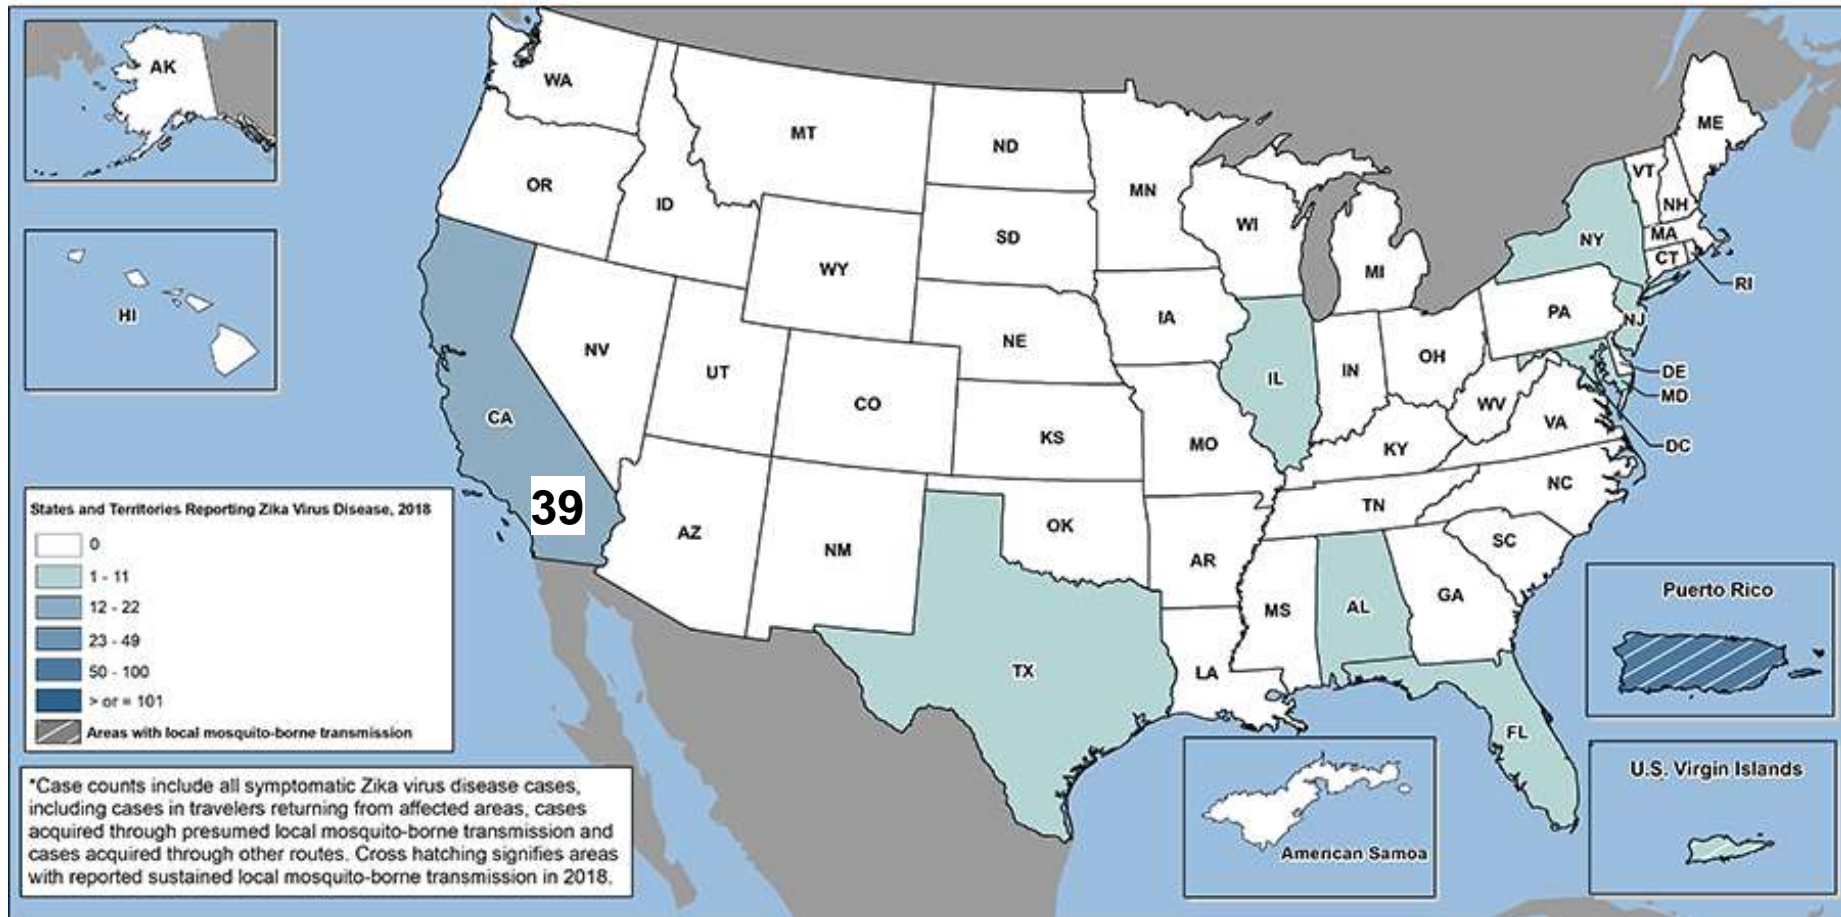 AK
HI
WA
OR
ID
MT
ND
MN
SD
WY
NE
IA
WI
MI
NV
UT
CO
KS
MO
IL
IN
OH
CA
AZ
NM
OK
AR
TX
LA
MS
AL
GA
FL
SC
NC
TN
KY
WV
VA
PA
NY
NJ
VT
NH
ME
MA
CT
RI
DE
MD
DC
39
States and Territories Reporting Zika Virus Disease, 2018
0
1 - 11
12 - 22
23 - 49
50 - 100
> or = 101
Areas with local mosquito-borne transmission
*Case counts include all symptomatic Zika virus disease cases,
including cases in travelers returning from affected areas, cases
acquired through presumed local mosquito-borne transmission and
cases acquired through other routes. Cross hatching signifies areas
with reported sustained local mosquito-borne transmission in 2018.
American Samoa
Puerto Rico
U.S. Virgin Islands